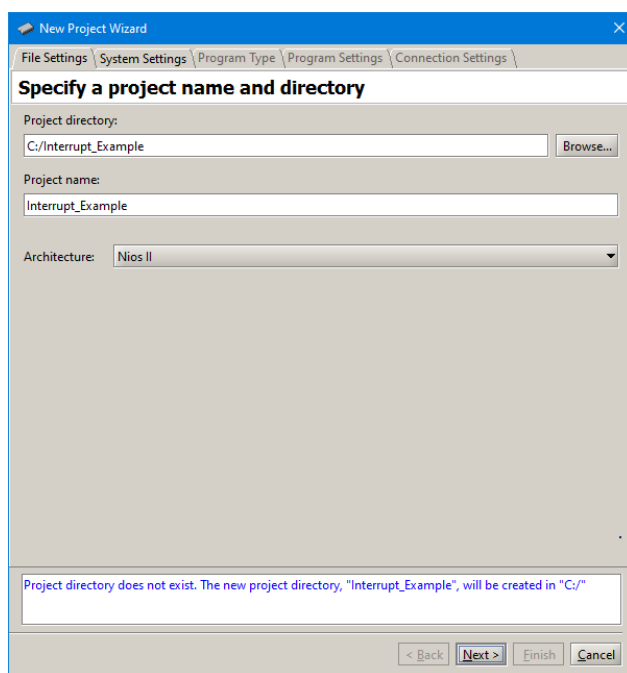 New Project Wizard
File Settings System Settings Program Type Program Settings Connection Settings
Specify a project name and directory
Project directory:
C:/Interrupt_Example Browse...
Project name:
Interrupt_Example
Architecture: Nios II
Project directory does not exist. The new project directory, "Interrupt_Example", will be created in "C:/"
< Back Next > Finish Cancel